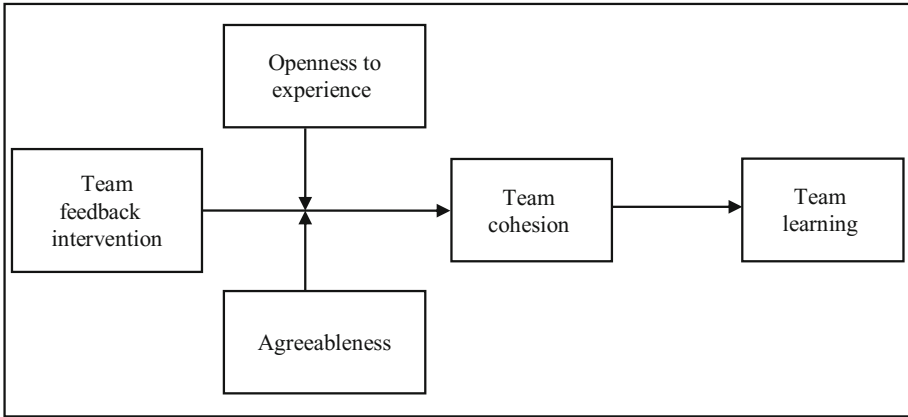 Openness to
experience
Team
feedback
intervention
Team
cohesion
Team
learning
Agreeableness